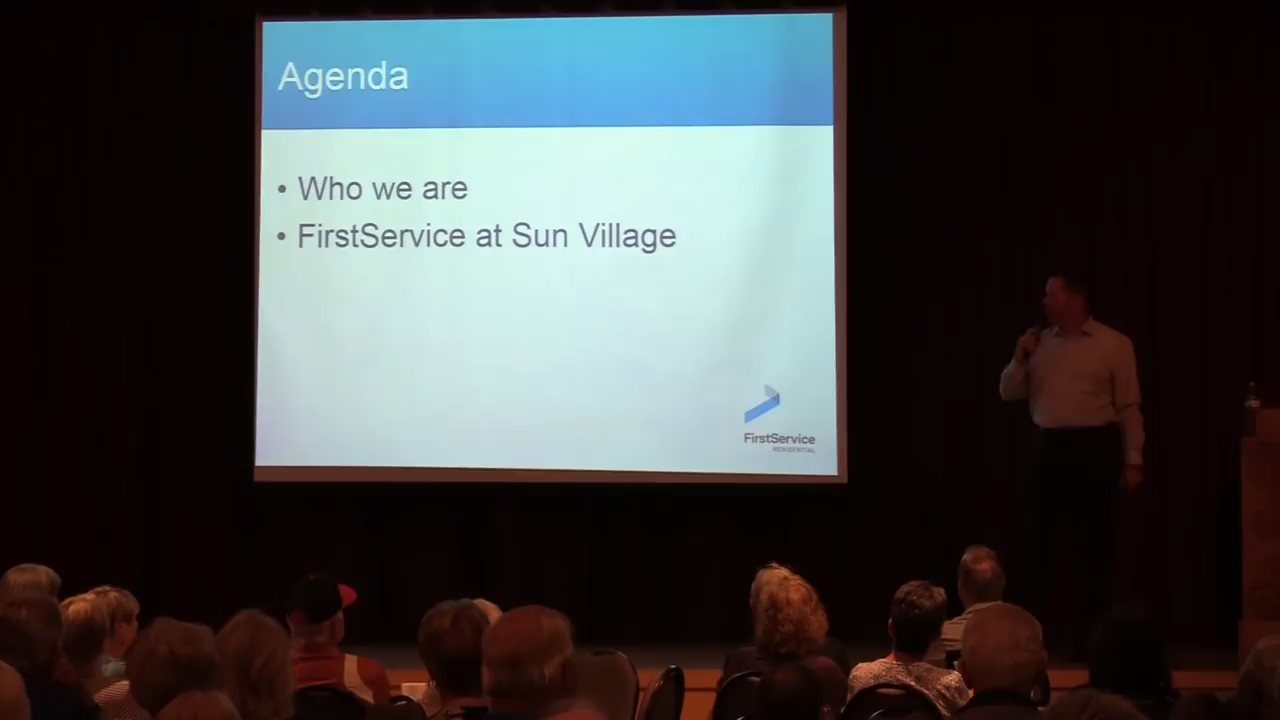 Agenda
• Who we are
• FirstService at Sun Village
FirstService
RESIDENTIAL